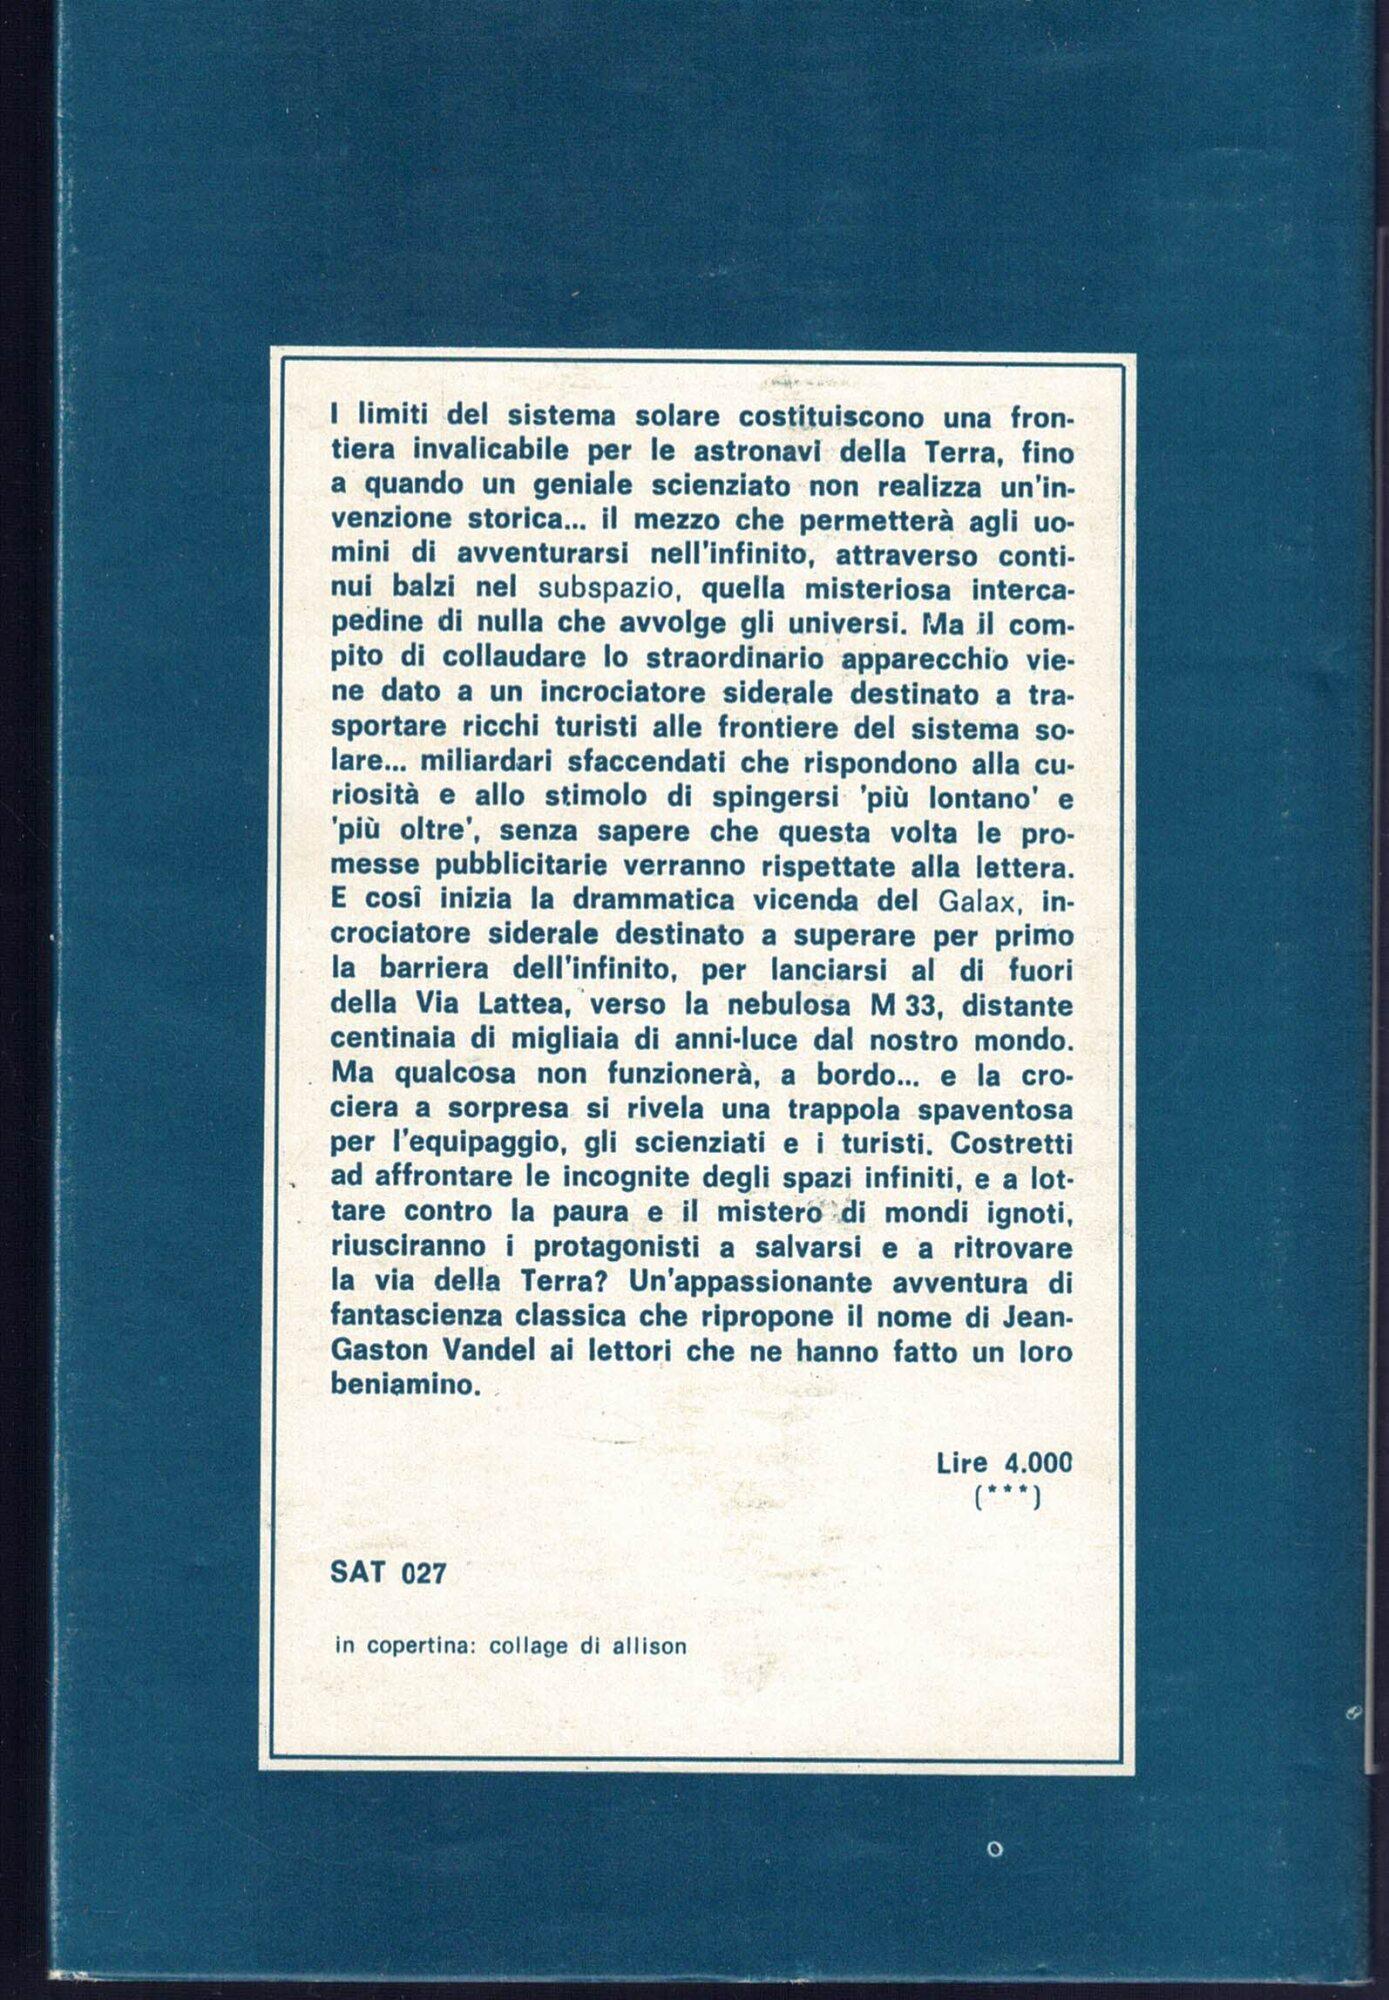 I limiti del sistema solare costituiscono una fron-
tiera invalicabile per le astronavi della Terra, fino
a quando un geniale scienziato non realizza un'in-
venzione storica... il mezzo che permetterà agli uo-
mini di avventurarsi nell'infinito, attraverso conti-
nui balzi nel subspazio, quella misteriosa interca-
pedine di nulla che avvolge gli universi. Ma il com-
pito di collaudare lo straordinario apparecchio vie-
ne dato a un incrociatore siderale destinato a tra-
sportare ricchi turisti alle frontiere del sistema so-
lare... miliardari sfaccendati che rispondono alla cu-
riosità e allo stimolo di spingersi 'più lontano' e
'più oltre', senza sapere che questa volta le pro-
messe pubblicitarie verranno rispettate alla lettera.
E cosî inizia la drammatica vicenda del Galax, in-
crociatore siderale destinato a superare per primo
la barriera dell'infinito, per lanciarsi al di fuori
della Via Lattea, verso la nebulosa M 33, distante
centinaia di migliaia di anni-luce dal nostro mondo.
Ma qualcosa non funzionerà, a bordo... e la cro-
ciera a sorpresa si rivela una trappola spaventosa
per l'equipaggio, gli scienziati e i turisti. Costretti
ad affrontare le incognite degli spazi infiniti, e a lot-
tare contro la paura e il mistero di mondi ignoti,
riusciranno i protagonisti a salvarsi e a ritrovare
la via della Terra? Un'appassionante avventura di
fantascienza classica che ripropone il nome di Jean-
Gaston Vandel ai lettori che ne hanno fatto un loro
beniamino.
Lire 4.000
(***)
SAT 027
in copertina: collage di allison